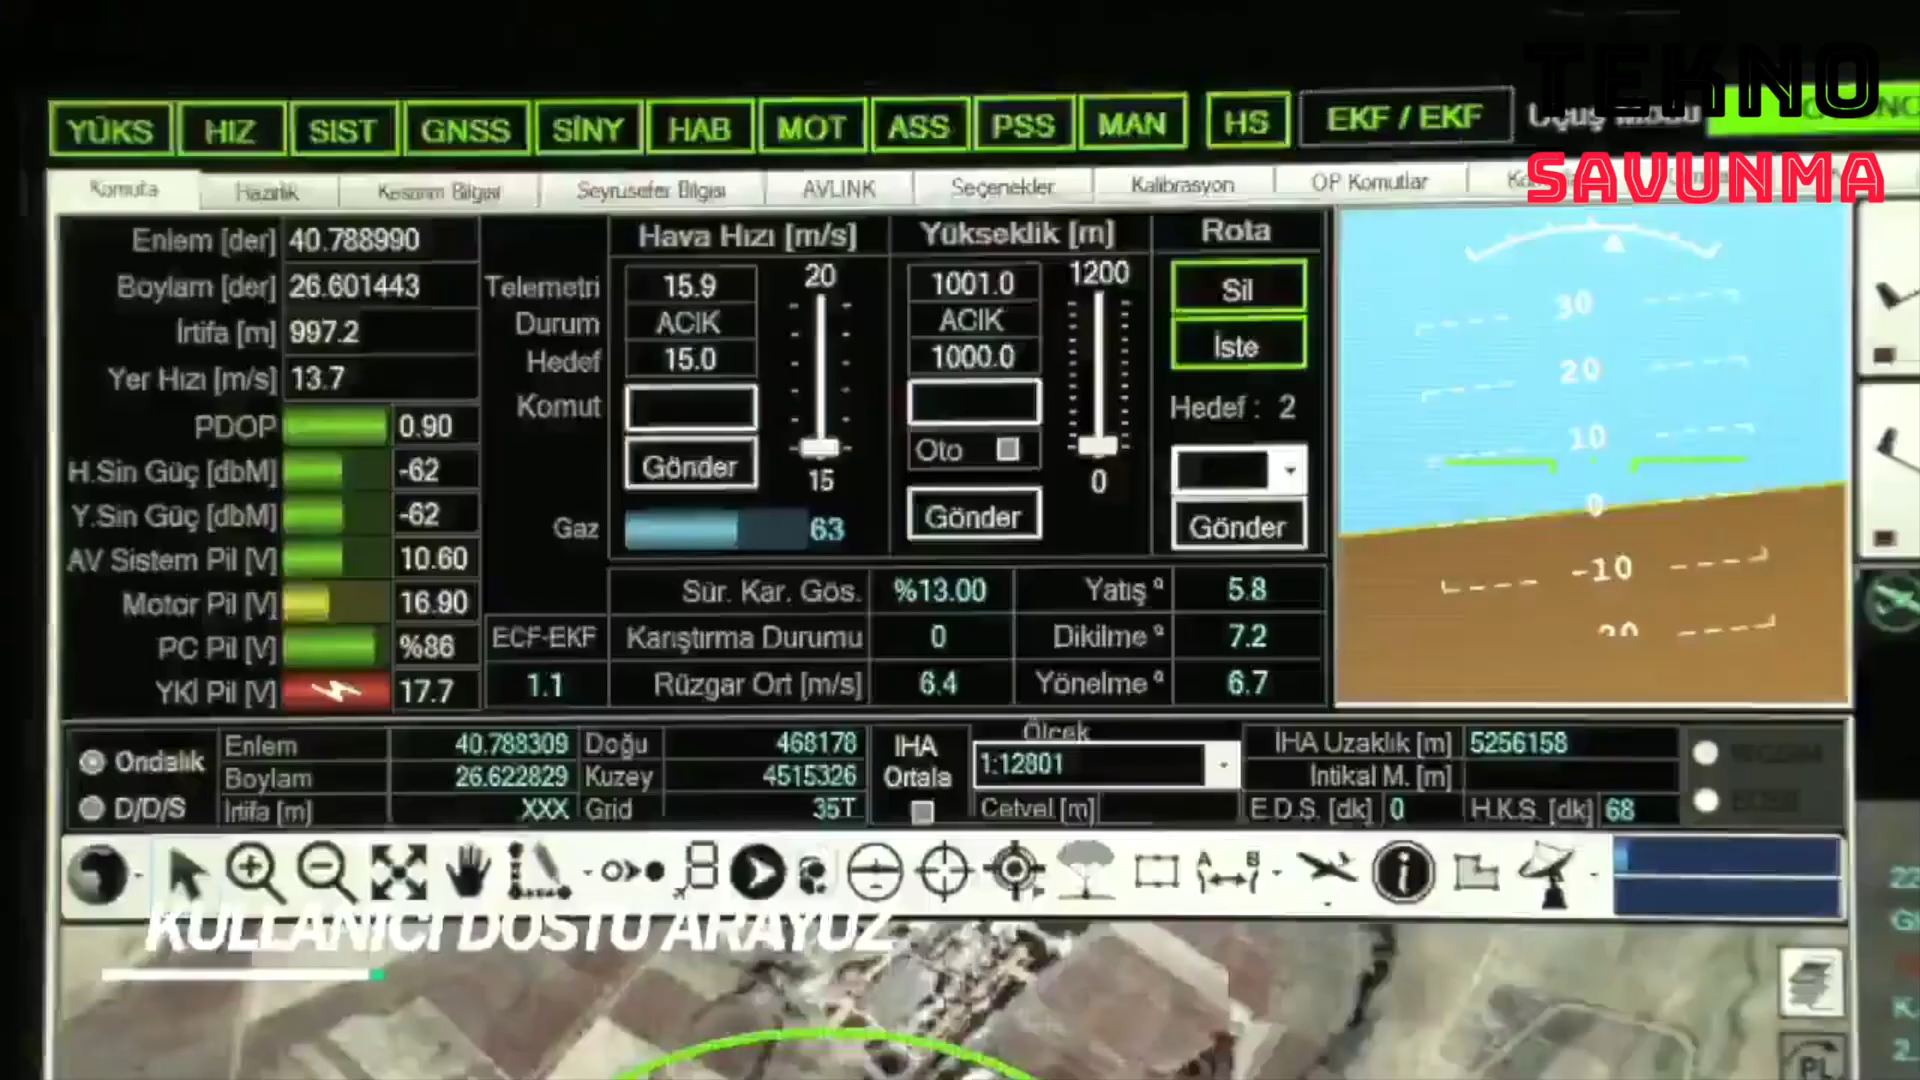 TEKNO
SAVUNMA
YÜKS HIZ SIST GNSS SİNY HAB MOT ASS PSS MAN HS EKF / EKF Uçuş Modu
Komuta Hazırlık Kesirim Bilgisi Seyrüsefer Bilgisi AVLINK Seçenekler Kalibrasyon OP Komutlar
Enlem [der] 40.788990
Boylam [der] 26.601443
İrtifa [m] 997.2
Yer Hızı [m/s] 13.7
PDOP 0.90
H.Sin Güç [dbM] -62
Y.Sin Güç [dbM] -62
AV Sistem Pil [V] 10.60
Motor Pil [V] 16.90
PC Pil [V] %86
YKİ Pil [V] 17.7
Hava Hızı [m/s] Yükseklik [m] Rota
Telemetri 15.9 20 1001.0 1200 Sil
Durum ACIK ACIK
Hedef 15.0 1000.0 İste
Komut Hedef : 2
Oto
Gönder 15 0
Gönder Gönder
Gaz 63
Sür. Kar. Gös. %13.00 Yatış º 5.8
ECF-EKF Karıştırma Durumu 0 Dikilme º 7.2
1.1 Rüzgar Ort [m/s] 6.4 Yönelme º 6.7
30
20
10
0
-10
-20
Ondalık
D/D/S
Enlem 40.788309 Doğu 468178
Boylam 26.622829 Kuzey 4515326
İrtifa [m] XXX Grid 35T
IHA
Ortala
Ölçek
1:12801
Cetvel [m]
İHA Uzaklık [m] 5256158
Intikal M. [m]
E.D.S. [dk] 0 H.K.S. [dk] 68
A B
KULLANICI DOSTU ARAYÜZ
PL